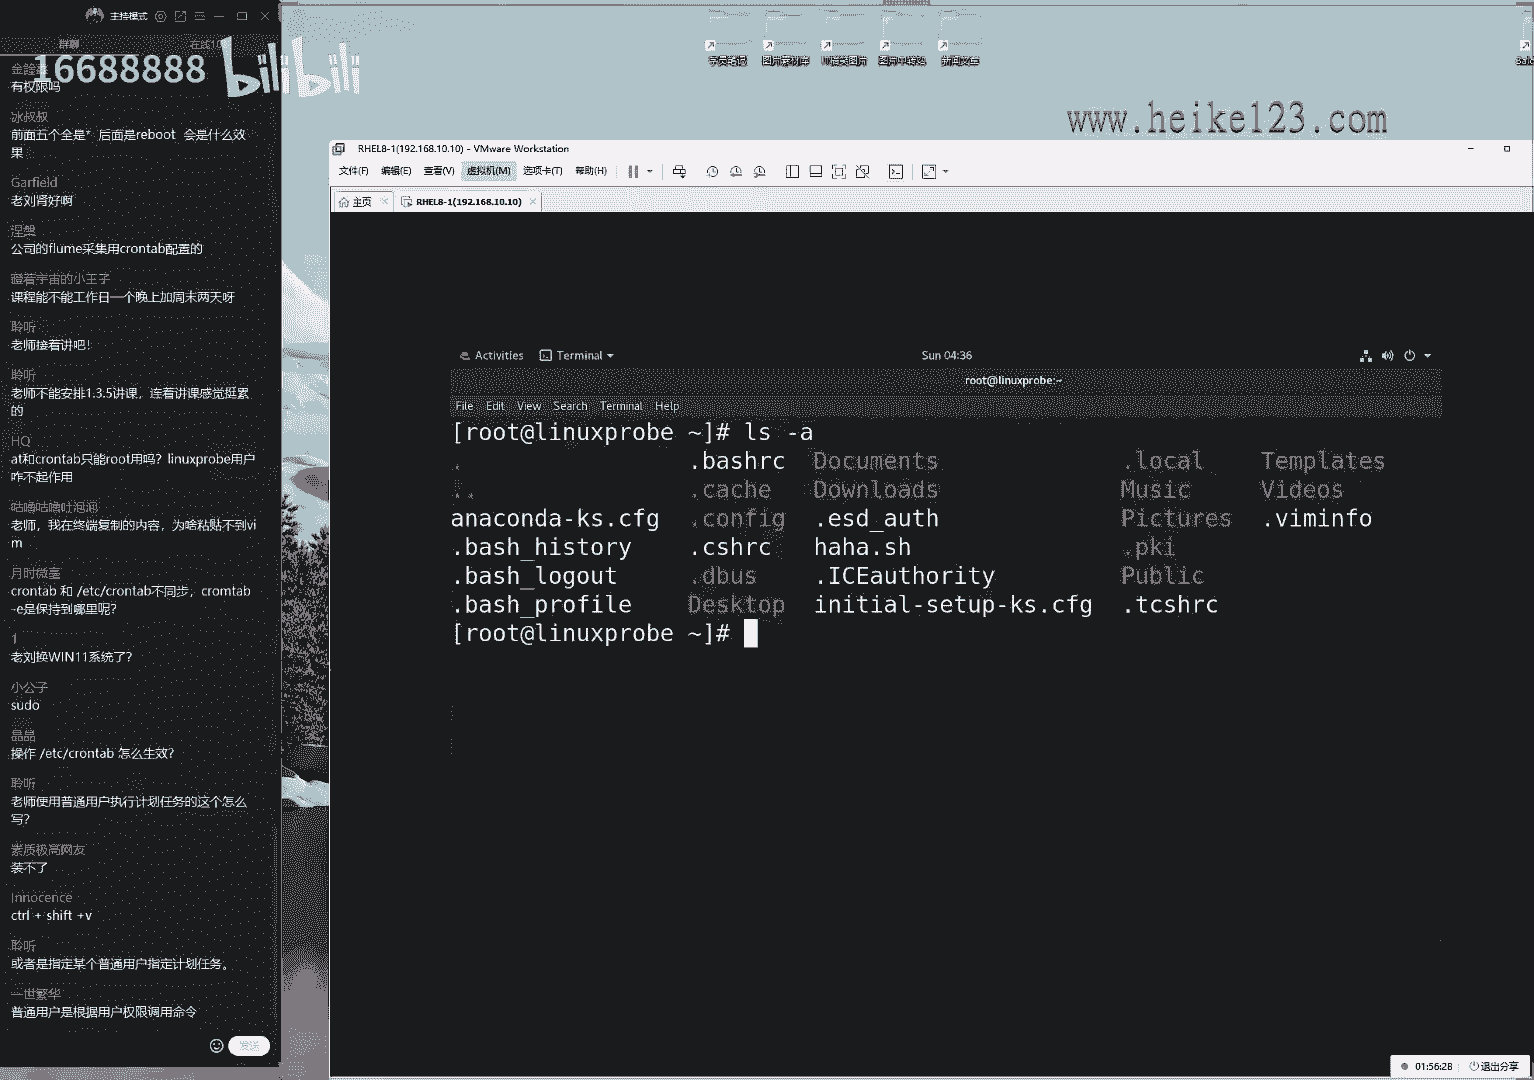 主持模式
群聊
16688888
bilibili
有权限吗
冰叔叔
前面五个全是* 后面是reboot 会是什么效
果
Garfield
老刘肾好啊
涅槃
公司的flume采集用crontab配置的
瞪着宇宙的小王子
课程能不能工作日一个晚上加周末两天呀
聆听
老师接着讲吧!
聆听
老师不能安排1.3.5讲课，连着讲课感觉挺累
的
HQ
at和crontab只能root用吗？linuxprobe用户
咋不起作用
咕噜咕噜吐泡泡
老师，我在终端复制的内容，为啥粘贴不到vi
m
crontab 和 /etc/crontab不同步，cromtab
-e是保持到哪里呢？
1
老刘换WIN11系统了？
小公子
sudo
晶晶
操作 /etc/crontab 怎么生效？
聆听
老师使用普通用户执行计划任务的这个怎么
写？
素质极高网友
装不了
Innocence
ctrl + shift +v
聆听
或者是指定某个普通用户指定计划任务。
一世繁华
普通用户是根据用户权限调用命令
发送
www.heike123.com
RHEL8-1(192.168.10.10) - VMware Workstation
文件(F) 编辑(E) 查看(V) 虚拟机(M) 选项卡(T) 帮助(H)
主页 RHEL8-1(192.168.10.10)
Activities Terminal Sun 04:36
root@linuxprobe:~
File Edit View Search Terminal Help
[root@linuxprobe ~]# ls -a
. .bashrc Documents .local Templates
.. .cache Downloads Music Videos
anaconda-ks.cfg .config .esd_auth Pictures .viminfo
.bash_history .cshrc haha.sh .pki
.bash_logout .dbus .ICEauthority Public
.bash_profile Desktop initial-setup-ks.cfg .tcshrc
[root@linuxprobe ~]#
01:56:28 退出分享